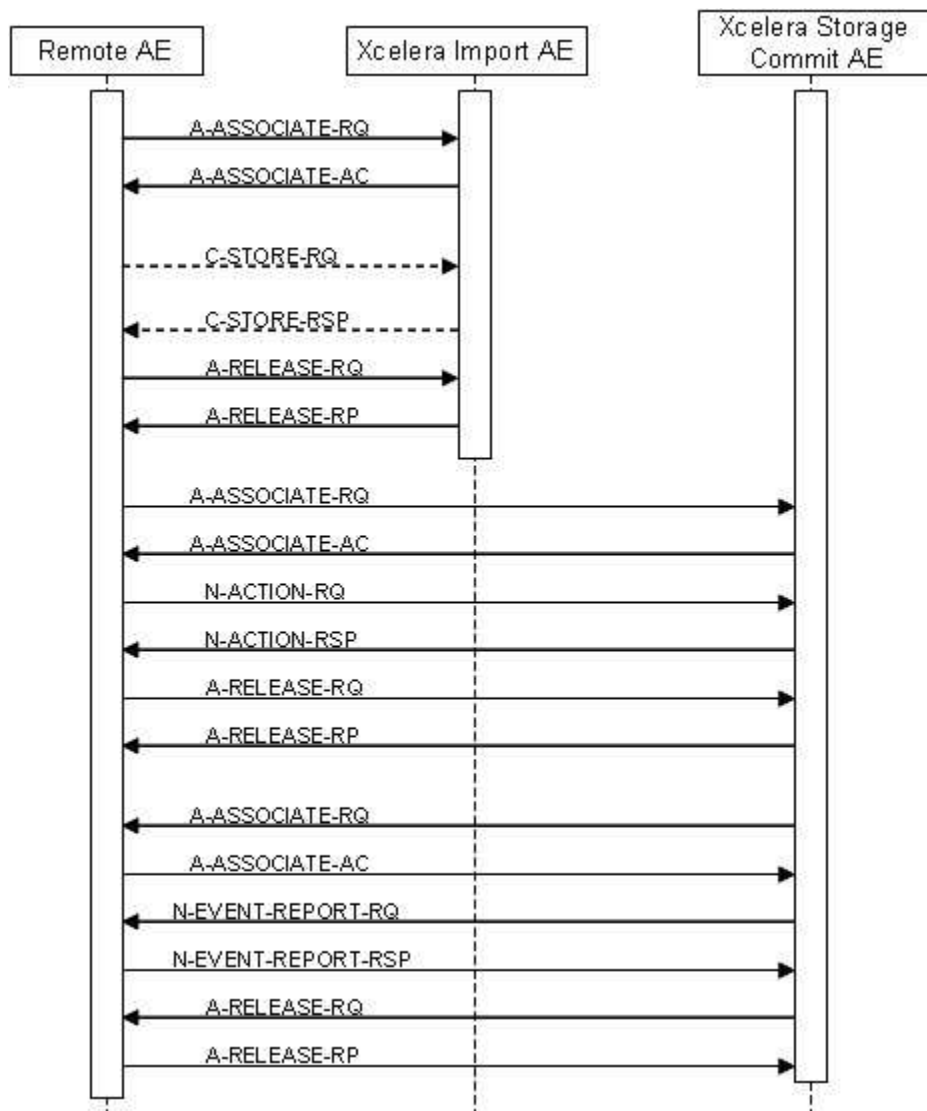 Remote AE
Xcelera Import AE
Xcelera Storage
Commit AE
A-ASSOCIATE-RQ
A-ASSOCIATE-AC
C-STORE-RQ
C-STORE-RSP
A-RELEASE-RQ
A-RELEASE-RP
A-ASSOCIATE-RQ
A-ASSOCIATE-AC
N-ACTION-RQ
N-ACTION-RSP
A-RELEASE-RQ
A-RELEASE-RP
A-ASSOCIATE-RQ
A-ASSOCIATE-AC
N-EVENT-REPORT-RQ
N-EVENT-REPORT-RSP
A-RELEASE-RQ
A-RELEASE-RP